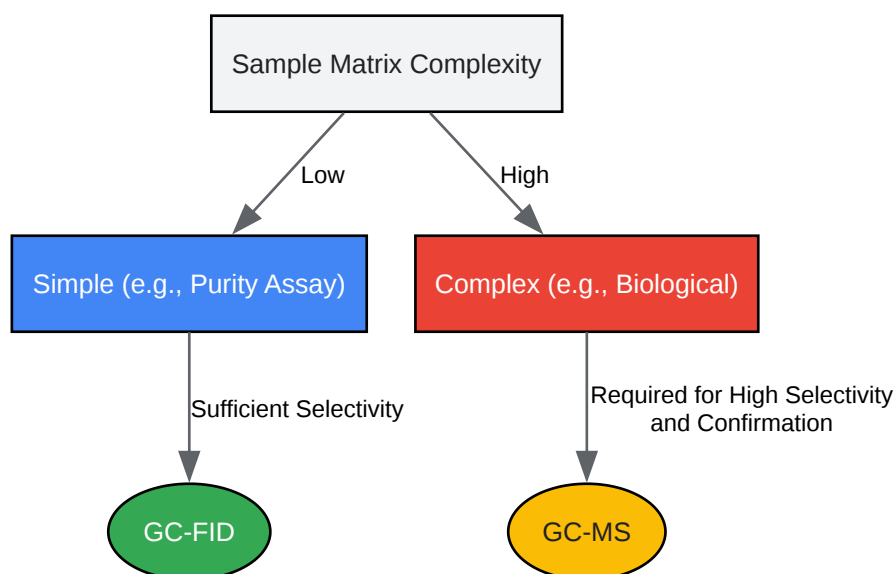 Sample Matrix Complexity
Low
High
Simple (e.g., Purity Assay)
Complex (e.g., Biological)
Sufficient Selectivity
Required for High Selectivity
and Confirmation
GC-FID
GC-MS